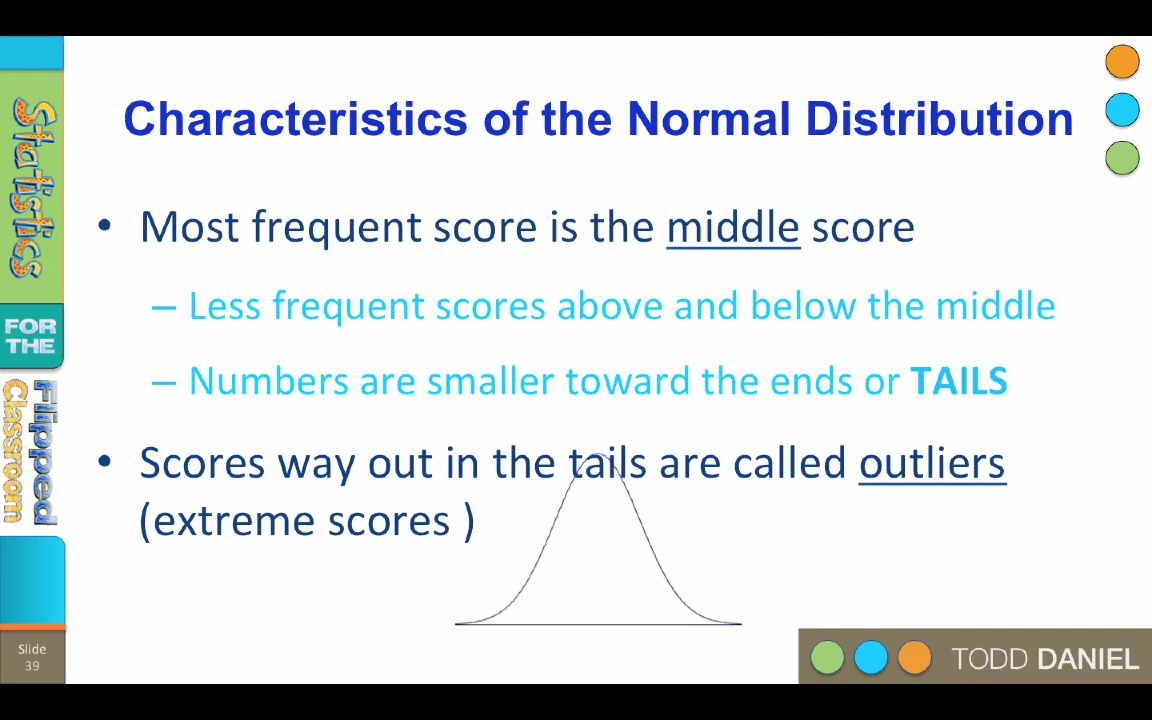 Characteristics of the Normal Distribution
• Most frequent score is the middle score
– Less frequent scores above and below the middle
– Numbers are smaller toward the ends or TAILS
• Scores way out in the tails are called outliers
(extreme scores )
Statistics
FOR
THE
Flipped
Classroom
Slide
39
TODD DANIEL